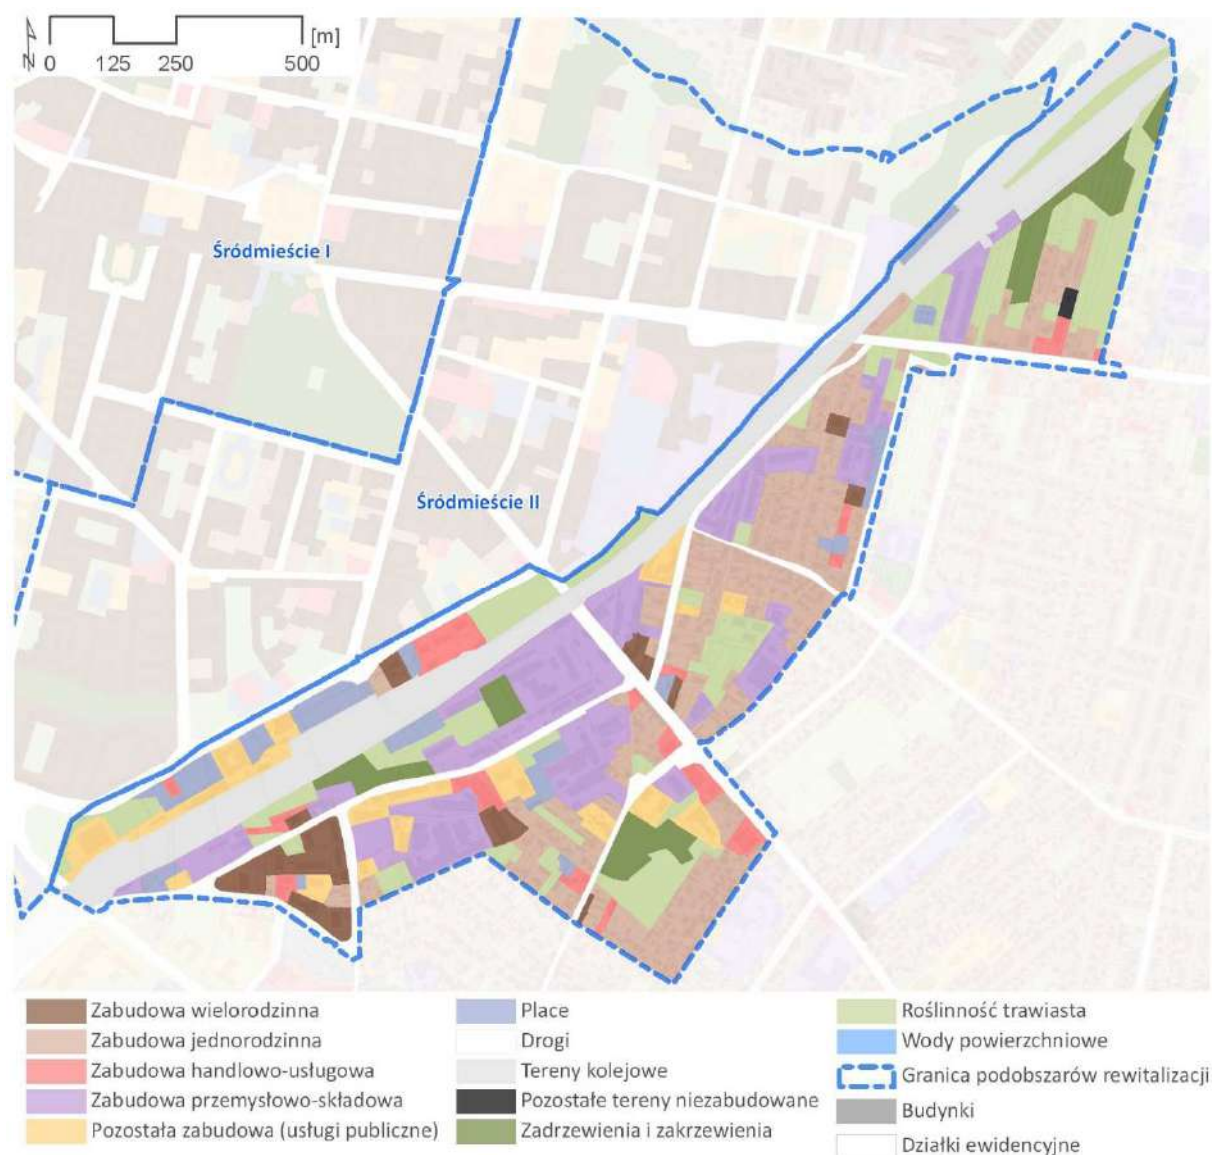 [m]
N 0 125 250 500
Śródmieście I
Śródmieście II
Zabudowa wielorodzinna
Zabudowa jednorodzinna
Zabudowa handlowo-usługowa
Zabudowa przemysłowo-składowa
Pozostała zabudowa (usługi publiczne)
Place
Drogi
Tereny kolejowe
Pozostałe tereny niezabudowane
Zadrzewienia i zakrzewienia
Roślinność trawiasta
Wody powierzchniowe
Granica podobszarów rewitalizacji
Budynki
Działki ewidencyjne